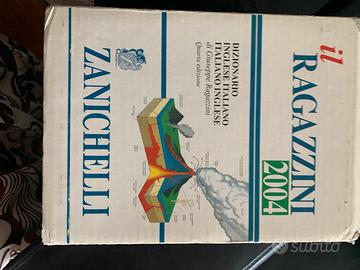 il
RAGAZZINI
2004
DIZIONARIO
INGLESE ITALIANO
ITALIANO INGLESE
di Giuseppe Ragazzini
Quarta edizione
ZANICHELLI
subito